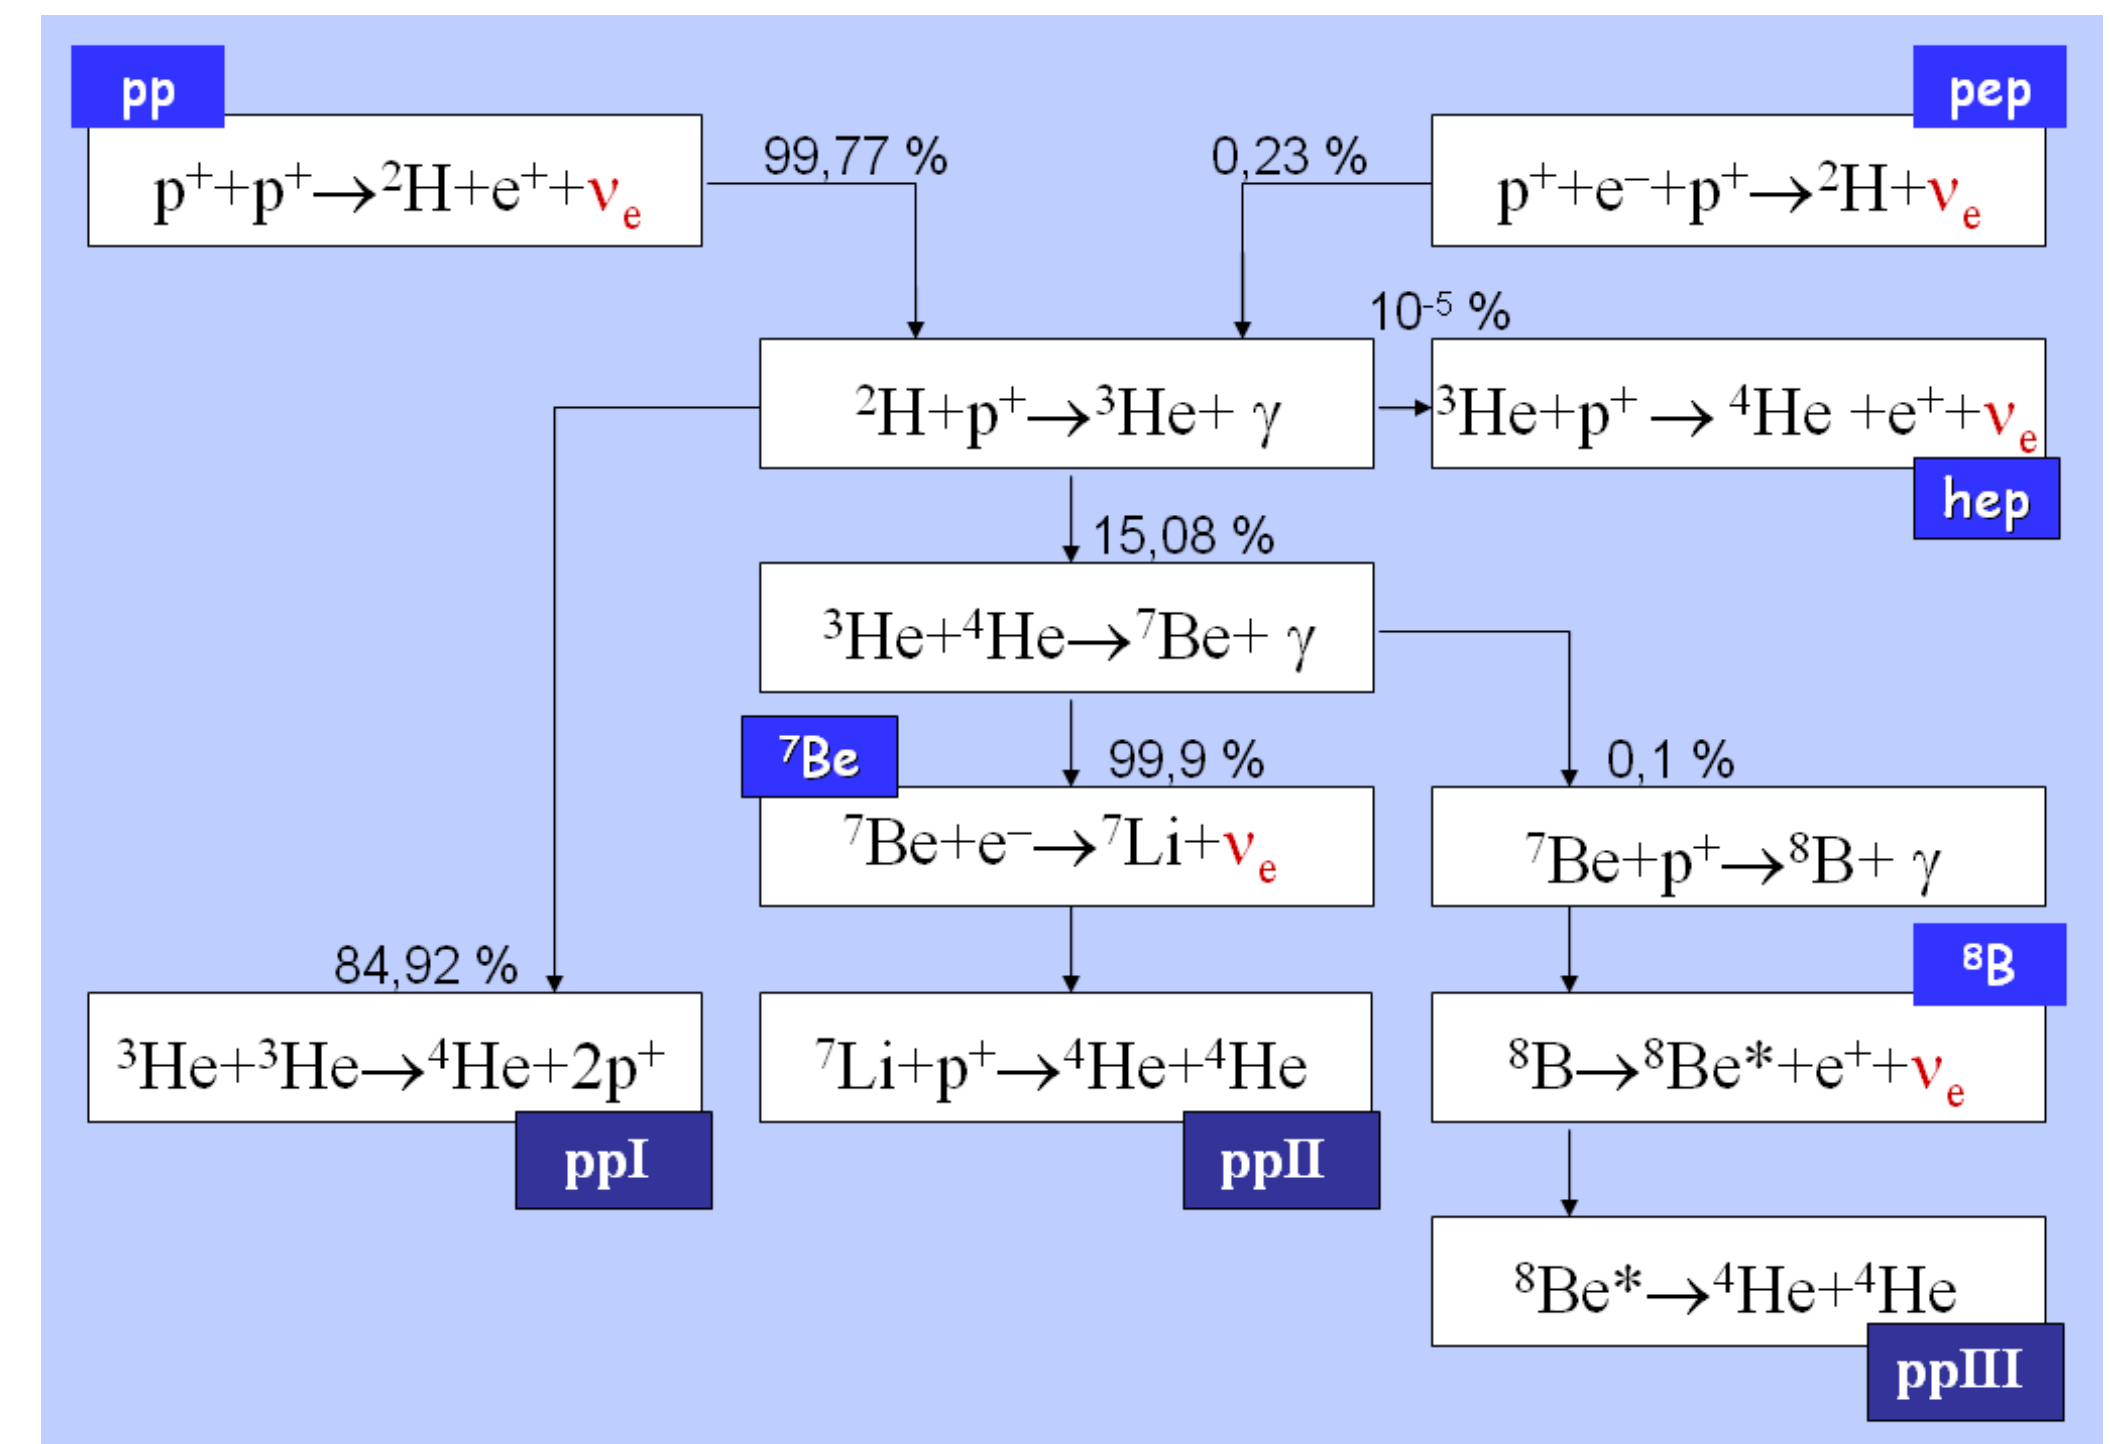 pp
pep
99,77 %
0,23 %
p⁺+p⁺→²H+e⁺+νₑ
p⁺+e⁻+p⁺→²H+νₑ
10⁻⁵ %
²H+p⁺→³He+ γ
³He+p⁺ → ⁴He +e⁺+νₑ
hep
15,08 %
³He+⁴He→⁷Be+ γ
⁷Be
99,9 %
0,1 %
⁷Be+e⁻→⁷Li+νₑ
⁷Be+p⁺→⁸B+ γ
⁸B
84,92 %
³He+³He→⁴He+2p⁺
⁷Li+p⁺→⁴He+⁴He
⁸B→⁸Be*+e⁺+νₑ
ppI
ppII
⁸Be*→⁴He+⁴He
ppIII